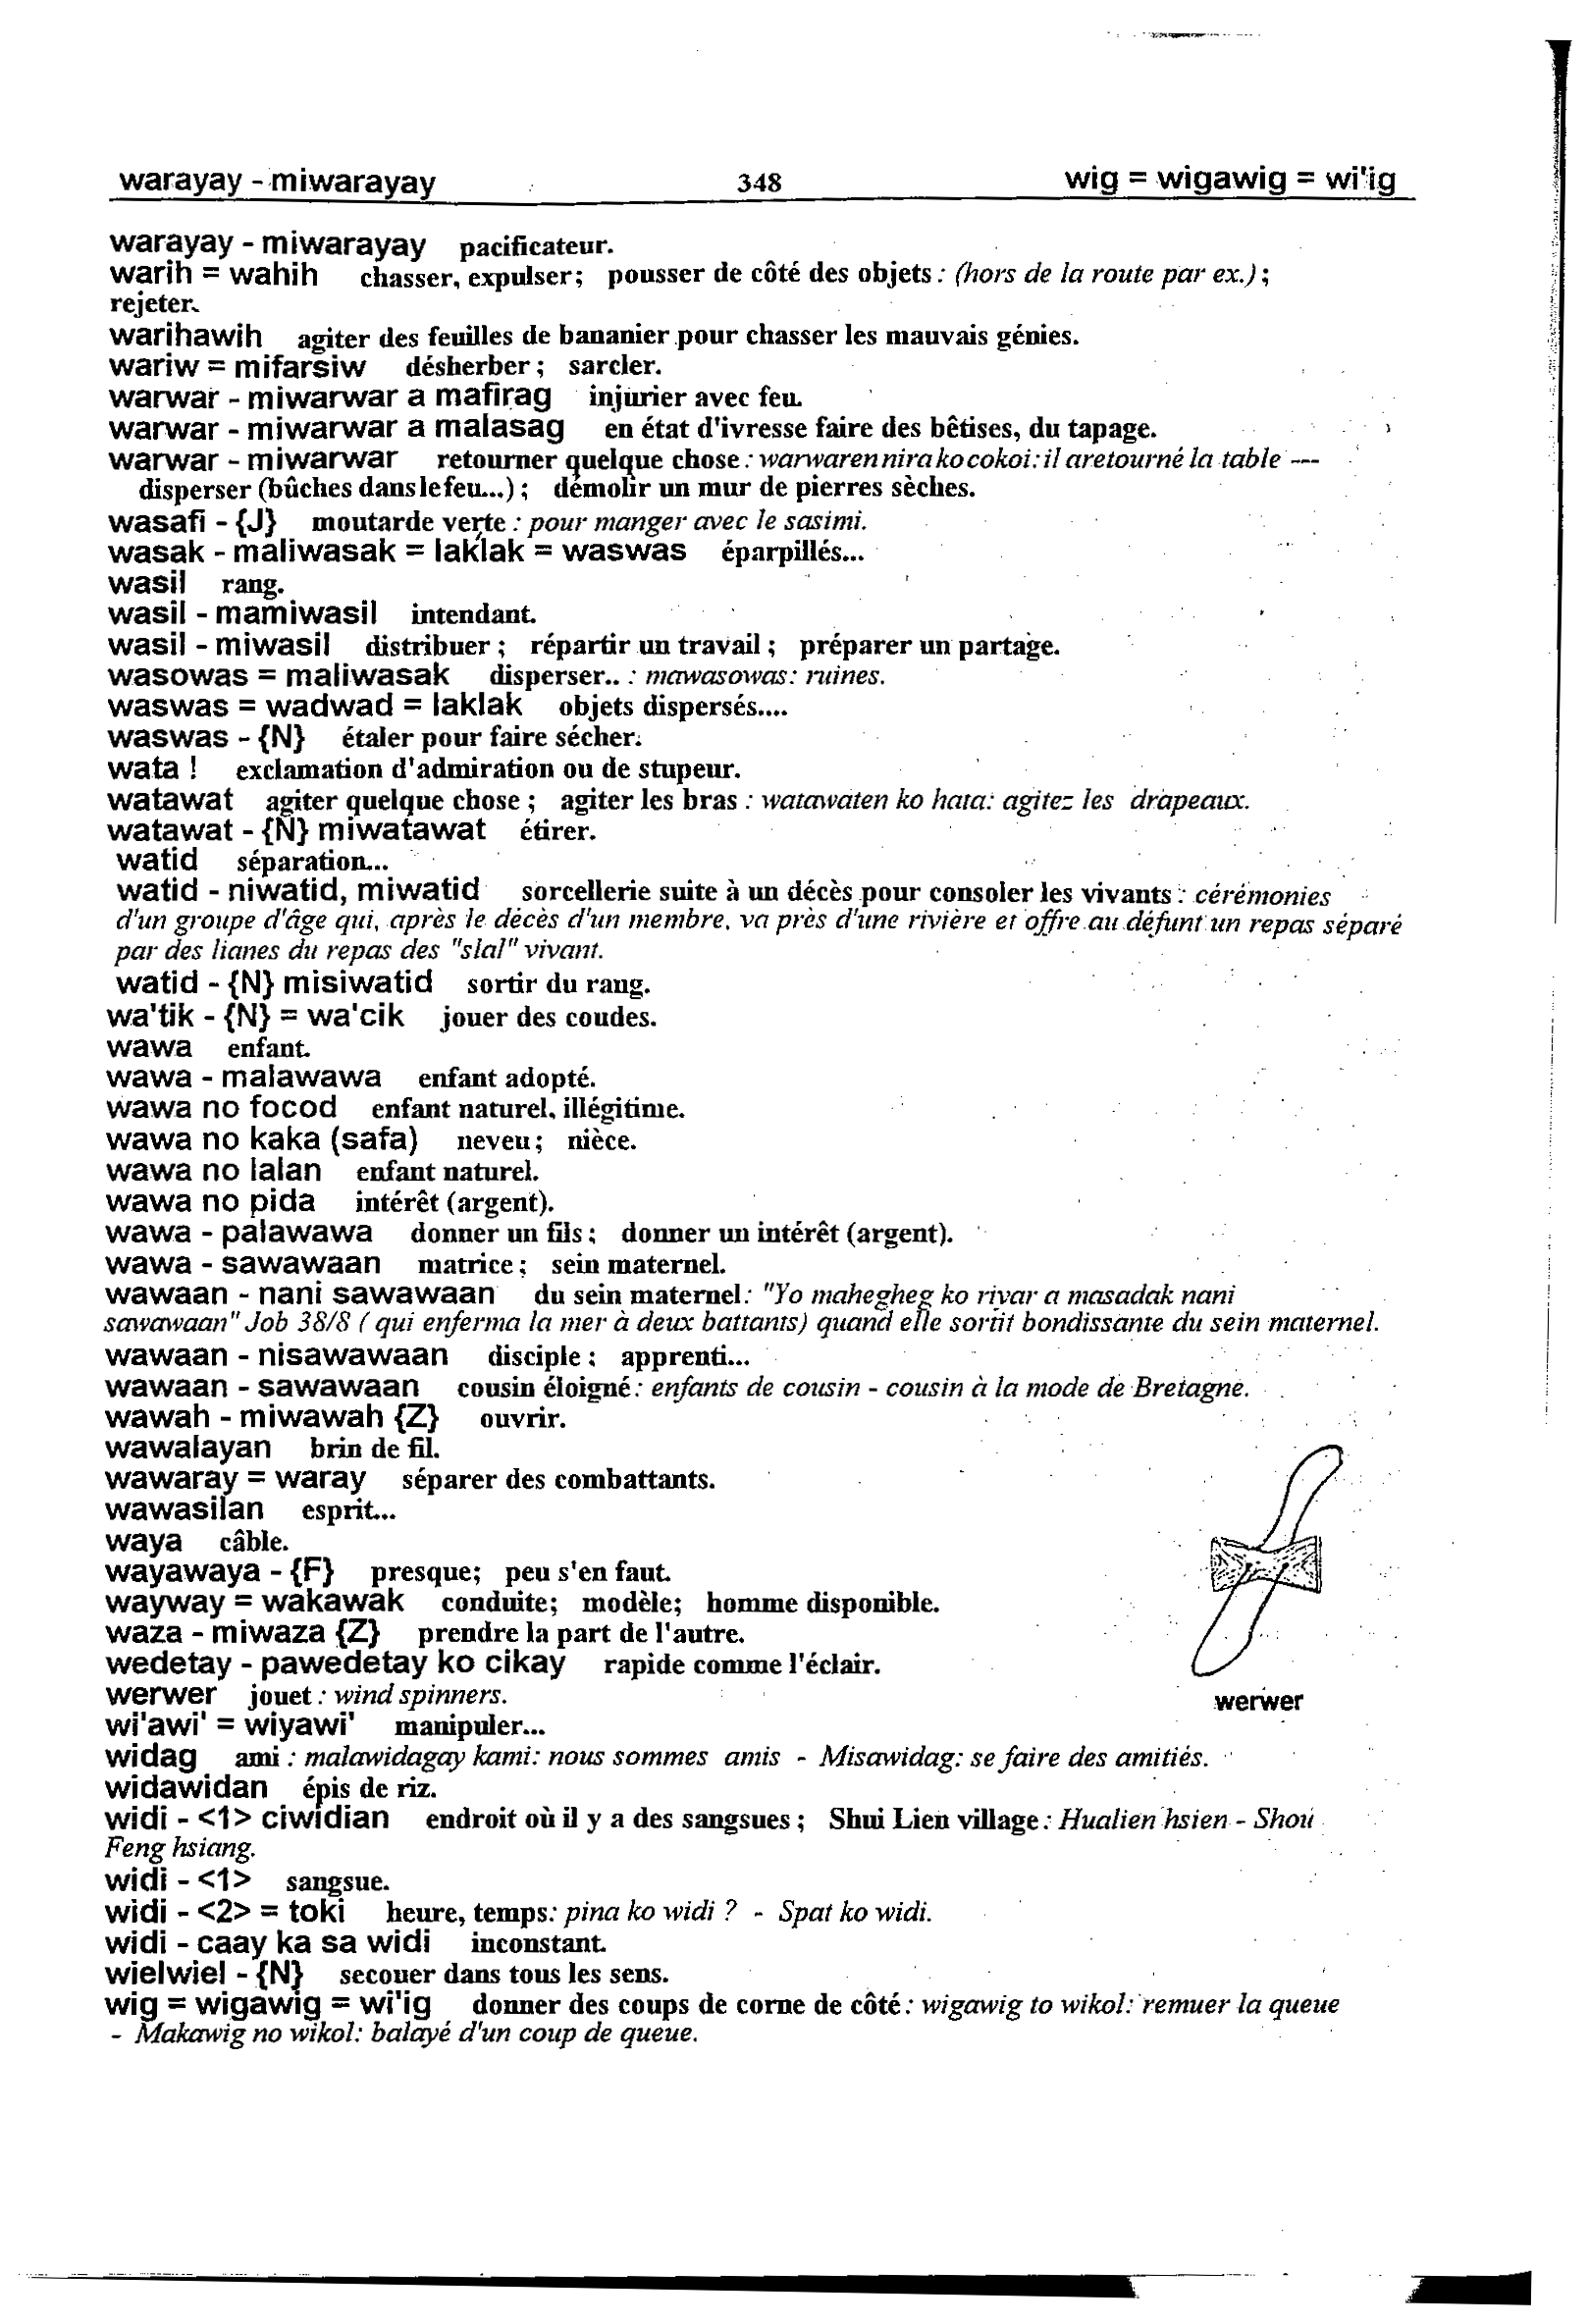 warayay - miwarayay 348 wig = wigawig = wi'ig
warayay - miwarayay pacificateur.
warih = wahih chasser, expulser; pousser de côté des objets : (hors de la route par ex.) ;
rejeter.
warihawih agiter des feuilles de bananier pour chasser les mauvais génies.
wariw = mifarsiw désherber ; sarcler.
warwar - miwarwar a mafirag injurier avec feu.
warwar - miwarwar a malasag en état d'ivresse faire des bêtises, du tapage.
warwar - miwarwar retourner quelque chose : warwaren nira ko cokoi: il a retourné la table ---
disperser (bûches dans le feu...) ; démolir un mur de pierres sèches.
wasafi - {J} moutarde verte : pour manger avec le sasimi.
wasak - maliwasak = laklak = waswas éparpillés...
wasil rang.
wasil - mamiwasil intendant.
wasil - miwasil distribuer ; répartir un travail ; préparer un partage.
wasowas = maliwasak disperser.. : mawasowas: ruines.
waswas = wadwad = laklak objets dispersés....
waswas - {N} étaler pour faire sécher.
wata ! exclamation d'admiration ou de stupeur.
watawat agiter quelque chose ; agiter les bras : watawaten ko hata: agitez les drapeaux.
watawat - {N} miwatawat étirer.
watid séparation...
watid - niwatid, miwatid sorcellerie suite à un décès pour consoler les vivants : cérémonies
d'un groupe d'âge qui, après le décès d'un membre, va près d'une rivière et offre au défunt un repas séparé
par des lianes du repas des "slal" vivant.
watid - {N} misiwatid sortir du rang.
wa'tik - {N} = wa'cik jouer des coudes.
wawa enfant.
wawa - malawawa enfant adopté.
wawa no focod enfant naturel, illégitime.
wawa no kaka (safa) neveu ; nièce.
wawa no lalan enfant naturel.
wawa no pida intérêt (argent).
wawa - palawawa donner un fils ; donner un intérêt (argent).
wawa - sawawaan matrice ; sein maternel.
wawaan - nani sawawaan du sein maternel : "Yo mahegheg ko riyar a masadak nani
sawawaan" Job 38/8 ( qui enferma la mer à deux battants) quand elle sortit bondissante du sein maternel.
wawaan - nisawawaan disciple ; apprenti...
wawaan - sawawaan cousin éloigné : enfants de cousin - cousin à la mode de Bretagne.
wawah - miwawah {Z} ouvrir.
wawalayan brin de fil.
wawaray = waray séparer des combattants.
wawasilan esprit...
waya câble.
wayawaya - {F} presque; peu s'en faut.
wayway = wakawak conduite; modèle; homme disponible.
waza - miwaza {Z} prendre la part de l'autre.
wedetay - pawedetay ko cikay rapide comme l'éclair.
werwer jouet : wind spinners.
werwer
wi'awi' = wiyawi' manipuler...
widag ami : malawidagay kami: nous sommes amis - Misawidag: se faire des amitiés.
widawidan épis de riz.
widi - <1> ciwidian endroit où il y a des sangsues ; Shui Lien village : Hualien hsien - Shou
Feng hsiang.
widi - <1> sangsue.
widi - <2> = toki heure, temps: pina ko widi ? - Spat ko widi.
widi - caay ka sa widi inconstant.
wielwiel - {N} secouer dans tous les sens.
wig = wigawig = wi'ig donner des coups de corne de côté : wigawig to wikol: remuer la queue
- Makawig no wikol: balayé d'un coup de queue.